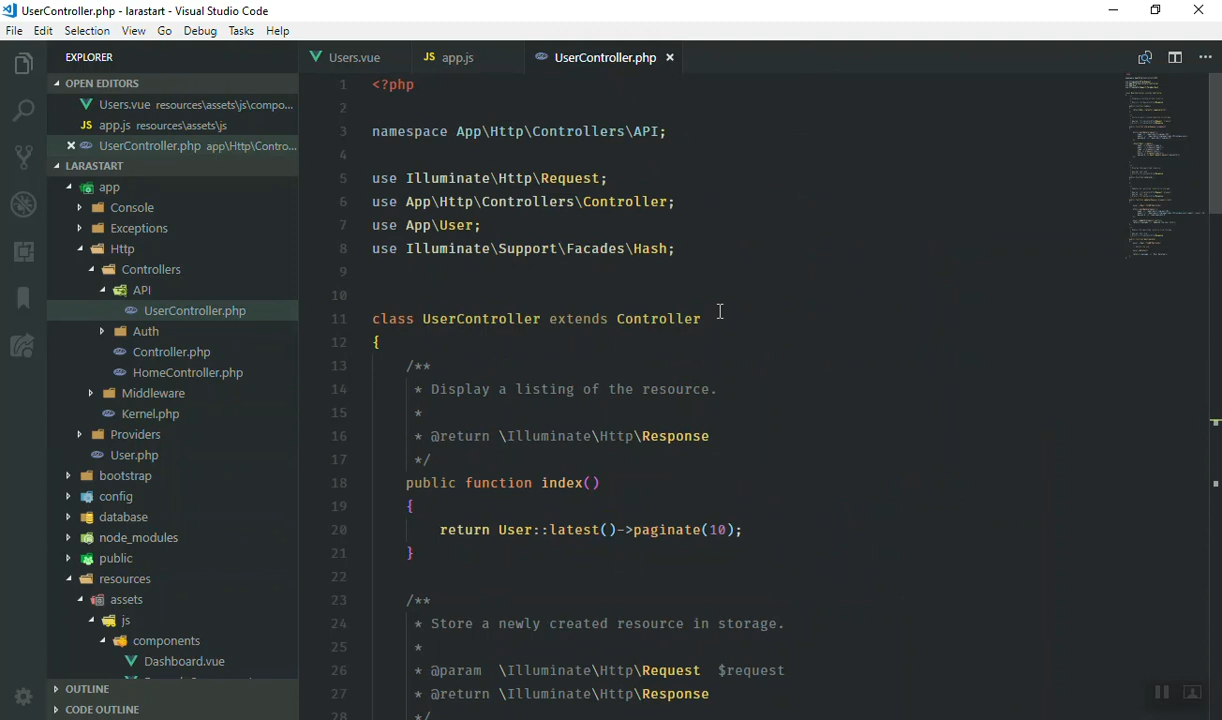 UserController.php - larastart - Visual Studio Code
File Edit Selection View Go Debug Tasks Help
EXPLORER
OPEN EDITORS
Users.vue resources\assets\js\compo...
JS app.js resources\assets\js
UserController.php app\Http\Contro...
LARASTART
app
Console
Exceptions
Http
Controllers
API
UserController.php
Auth
Controller.php
HomeController.php
Middleware
Kernel.php
Providers
User.php
bootstrap
config
database
node_modules
public
resources
assets
js
components
Dashboard.vue
OUTLINE
CODE OUTLINE
Users.vue JS app.js UserController.php
1 <?php
2
3 namespace App\Http\Controllers\API;
4
5 use Illuminate\Http\Request;
6 use App\Http\Controllers\Controller;
7 use App\User;
8 use Illuminate\Support\Facades\Hash;
9
10
11 class UserController extends Controller
12 {
13 /**
14 * Display a listing of the resource.
15 *
16 * @return \Illuminate\Http\Response
17 */
18 public function index()
19 {
20 return User::latest()->paginate(10);
21 }
22
23 /**
24 * Store a newly created resource in storage.
25 *
26 * @param \Illuminate\Http\Request $request
27 * @return \Illuminate\Http\Response
28 */